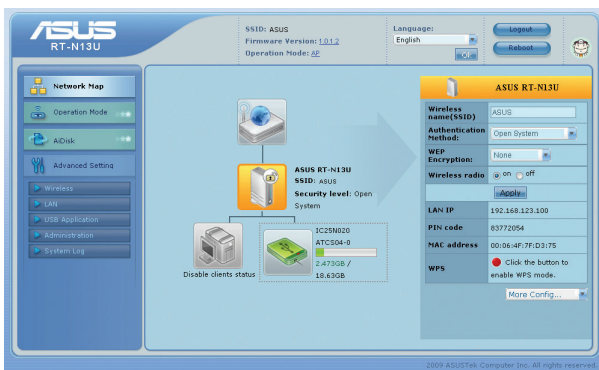 ASUS
RT-N13U
SSID: ASUS
Firmware Version: 1.0.1.2
Operation Mode: AP
Language:
English
Logout
Reboot
Network Map
Operation Mode
AiDisk
Advanced Setting
Wireless
LAN
USB Application
Administration
System Log
ASUS RT-N13U
SSID: ASUS
Security level: Open
System
Disable clients status
IC25N020
ATCS04-0
2.473GB /
18.63GB
ASUS RT-N13U
Wireless name(SSID) ASUS
Authentication Method: Open System
WEP Encryption: None
Wireless radio on off
Apply
LAN IP 192.168.123.100
PIN code 83772054
MAC address 00:06:4F:7F:D3:75
WPS Click the button to
enable WPS mode.
More Config...
2009 ASUSTek Computer Inc. All rights reserved.